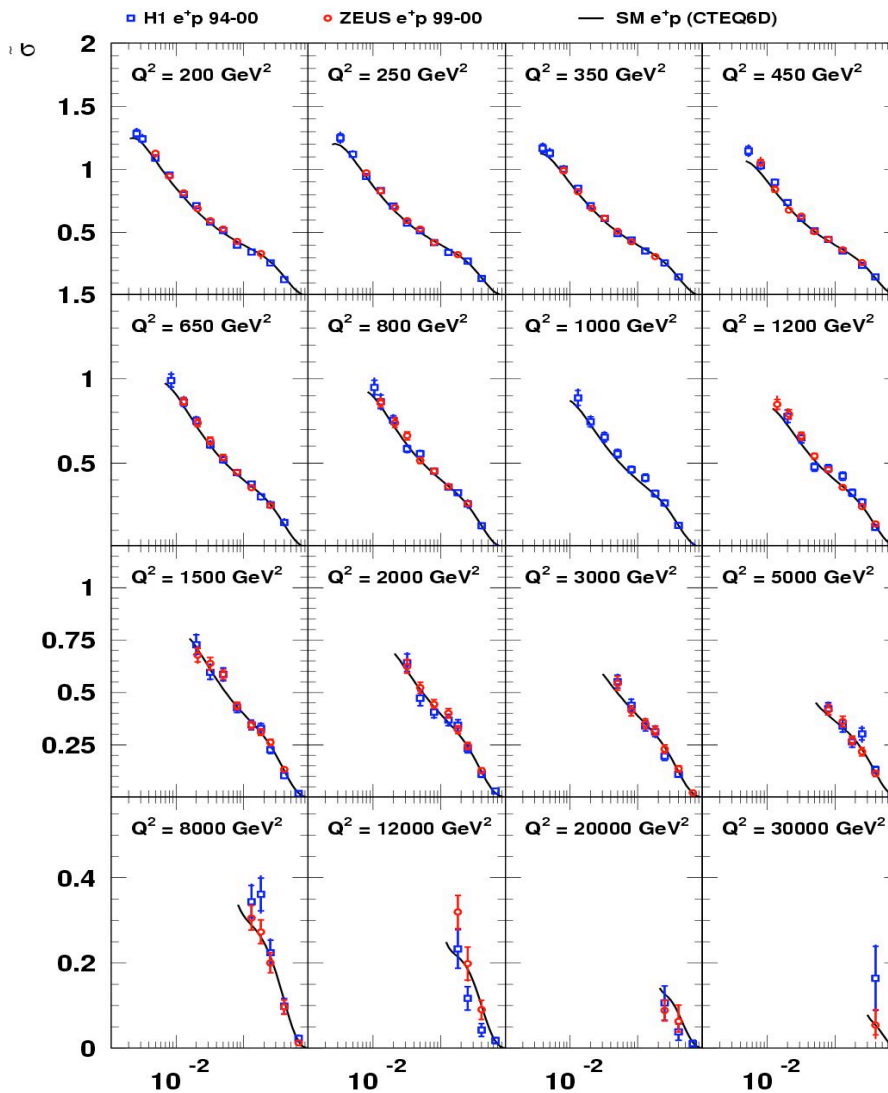 H1 e⁺p 94-00 ZEUS e⁺p 99-00 SM e⁺p (CTEQ6D)
σ̃
2
Q² = 200 GeV² Q² = 250 GeV² Q² = 350 GeV² Q² = 450 GeV²
1.5
1
0.5
1.5
Q² = 650 GeV² Q² = 800 GeV² Q² = 1000 GeV² Q² = 1200 GeV²
1
0.5
Q² = 1500 GeV² Q² = 2000 GeV² Q² = 3000 GeV² Q² = 5000 GeV²
1
0.75
0.5
0.25
Q² = 8000 GeV² Q² = 12000 GeV² Q² = 20000 GeV² Q² = 30000 GeV²
0.4
0.2
0
10⁻² 10⁻² 10⁻² 10⁻²